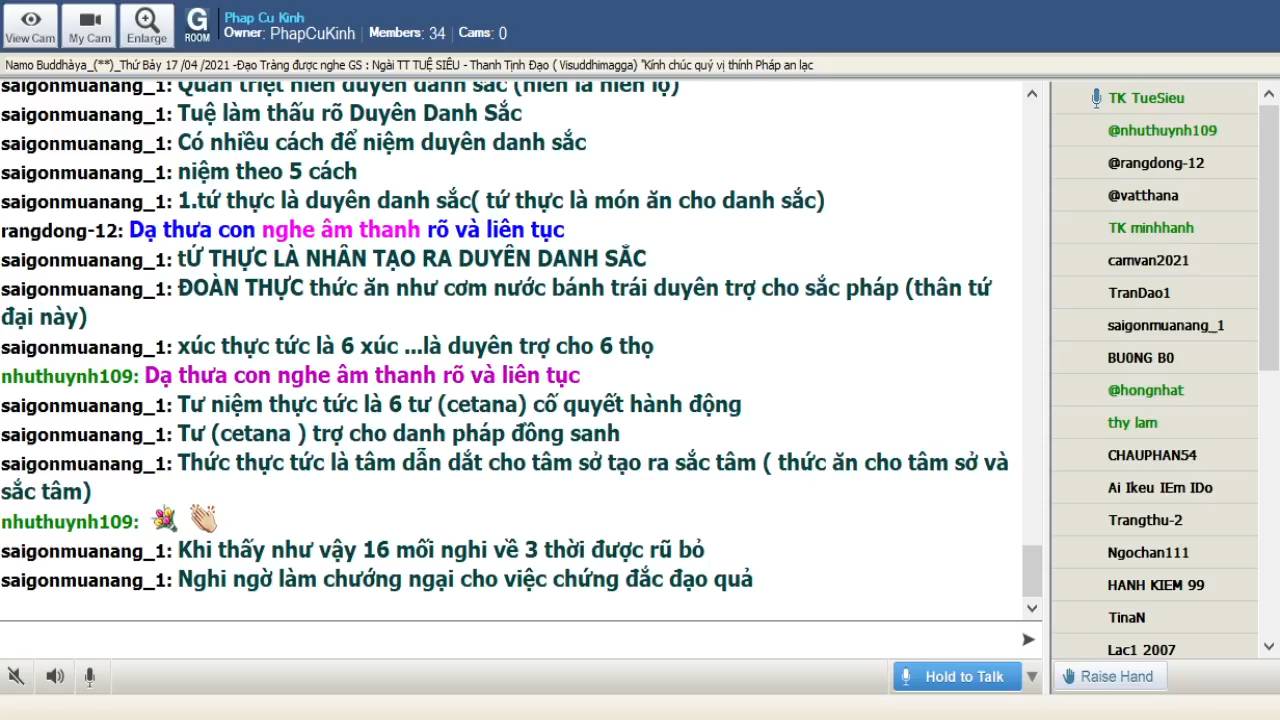 View Cam
My Cam
Enlarge
G
ROOM
Phap Cu Kinh
Owner: PhapCuKinh | Members: 34 | Cams: 0
Namo Buddhàya_(**)_Thứ Bảy 17 /04 /2021 -Đạo Tràng được nghe GS : Ngài TT TUỆ SIÊU - Thanh Tịnh Đạo ( Visuddhimagga) "Kính chúc quý vị thính Pháp an lạc
saigonmuanang_1: Quán triệt hiển duyên danh sắc (hiển là hiển lộ)
saigonmuanang_1: Tuệ làm thấu rõ Duyên Danh Sắc
saigonmuanang_1: Có nhiều cách để niệm duyên danh sắc
saigonmuanang_1: niệm theo 5 cách
saigonmuanang_1: 1.tứ thực là duyên danh sắc( tứ thực là món ăn cho danh sắc)
rangdong-12: Dạ thưa con nghe âm thanh rõ và liên tục
saigonmuanang_1: tỨ THỰC LÀ NHÂN TẠO RA DUYÊN DANH SẮC
saigonmuanang_1: ĐOÀN THỰC thức ăn như cơm nước bánh trái duyên trợ cho sắc pháp (thân tứ
đại này)
saigonmuanang_1: xúc thực tức là 6 xúc ...là duyên trợ cho 6 thọ
nhuthuynh109: Dạ thưa con nghe âm thanh rõ và liên tục
saigonmuanang_1: Tư niệm thực tức là 6 tư (cetana) cố quyết hành động
saigonmuanang_1: Tư (cetana ) trợ cho danh pháp đồng sanh
saigonmuanang_1: Thức thực tức là tâm dẫn dắt cho tâm sở tạo ra sắc tâm ( thức ăn cho tâm sở và
sắc tâm)
nhuthuynh109:
saigonmuanang_1: Khi thấy như vậy 16 mối nghi về 3 thời được rũ bỏ
saigonmuanang_1: Nghi ngờ làm chướng ngại cho việc chứng đắc đạo quả
TK TueSieu
@nhuthuynh109
@rangdong-12
@vatthana
TK minhhanh
camvan2021
TranDao1
saigonmuanang_1
BU0NG B0
@hongnhat
thy lam
CHAUPHAN54
Ai Ikeu IEm IDo
Trangthu-2
Ngochan111
HANH KIEM 99
TinaN
Lac1 2007
Hold to Talk
Raise Hand